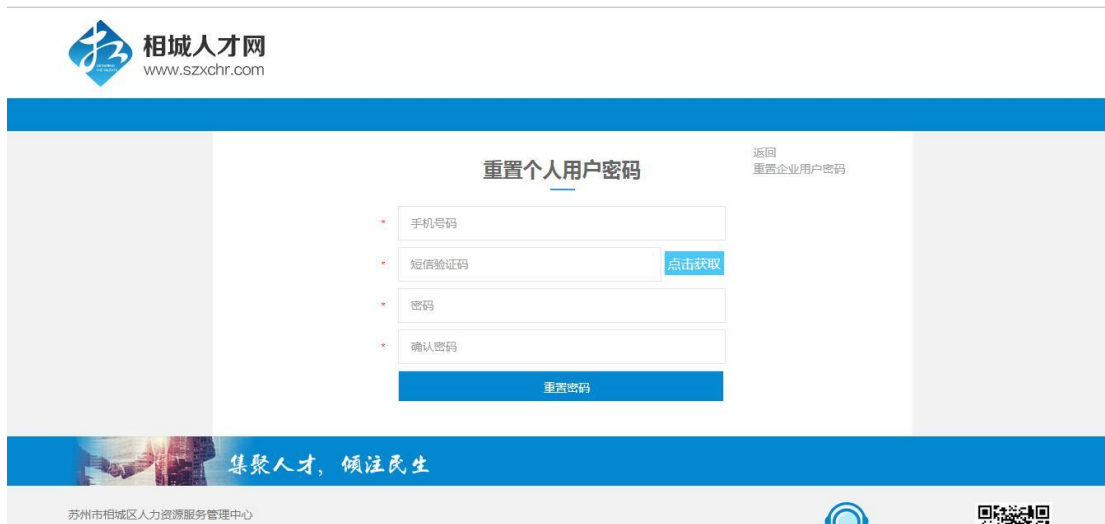 相城人才网
www.szxchr.com
重置个人用户密码
返回
重置企业用户密码
* 手机号码
* 短信验证码 点击获取
* 密码
* 确认密码
重置密码
集聚人才，倾注民生
苏州市相城区人力资源服务管理中心